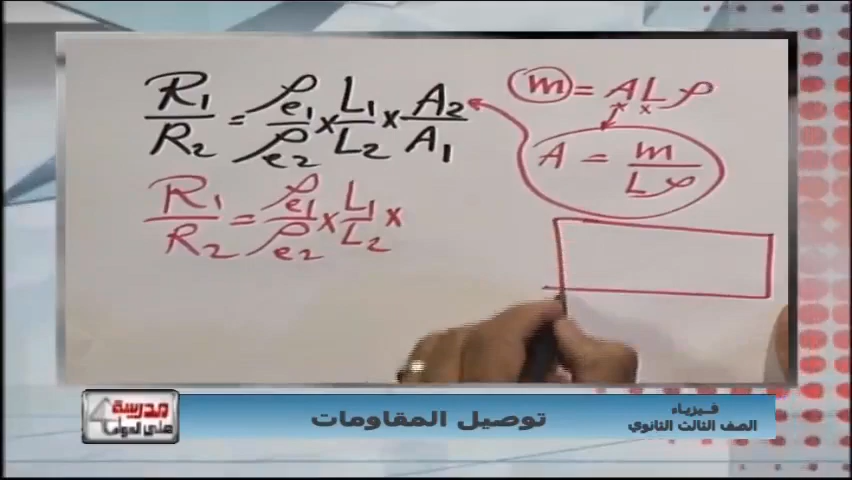 R₁/R₂ = ρe₁/ρe₂ × L₁/L₂ × A₂/A₁
m = A L ρ
A = m/Lρ
R₁/R₂ = ρe₁/ρe₂ × L₁/L₂ ×
مدرسة
على الهواء
توصيل المقاومات
فيزياء
الصف الثالث الثانوي